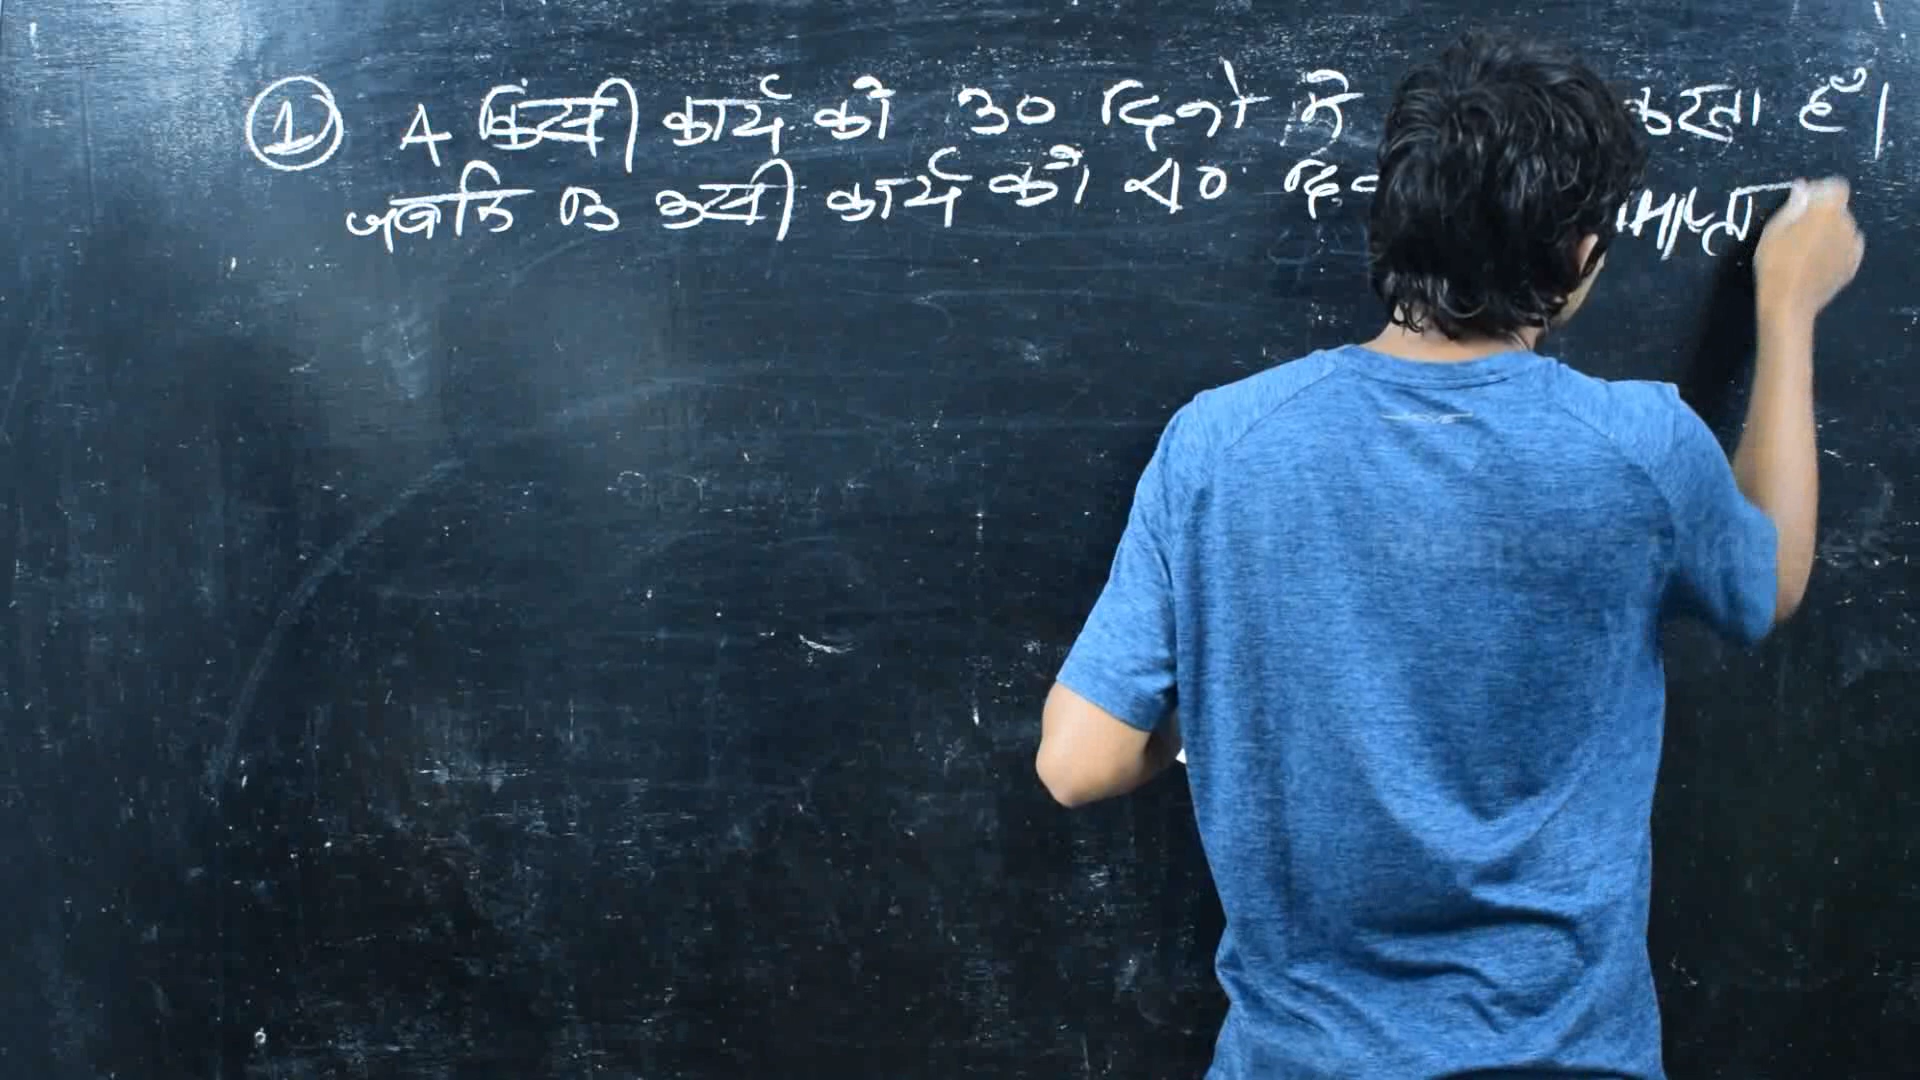 ① A किसी कार्य को 30 दिनो मे करता हैं।
जबकि B उसी कार्य को 40